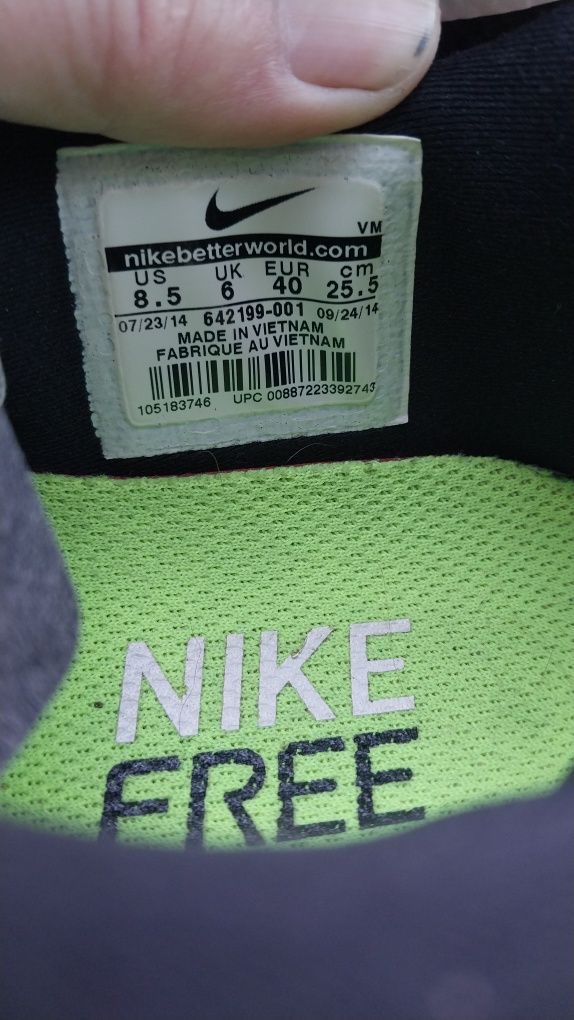 VM
nikebetterworld.com
US UK EUR cm
8.5 6 40 25.5
07/23/14 642199-001 09/24/14
MADE IN VIETNAM
FABRIQUE AU VIETNAM
105183746 UPC 00887223392743
NIKE
FREE